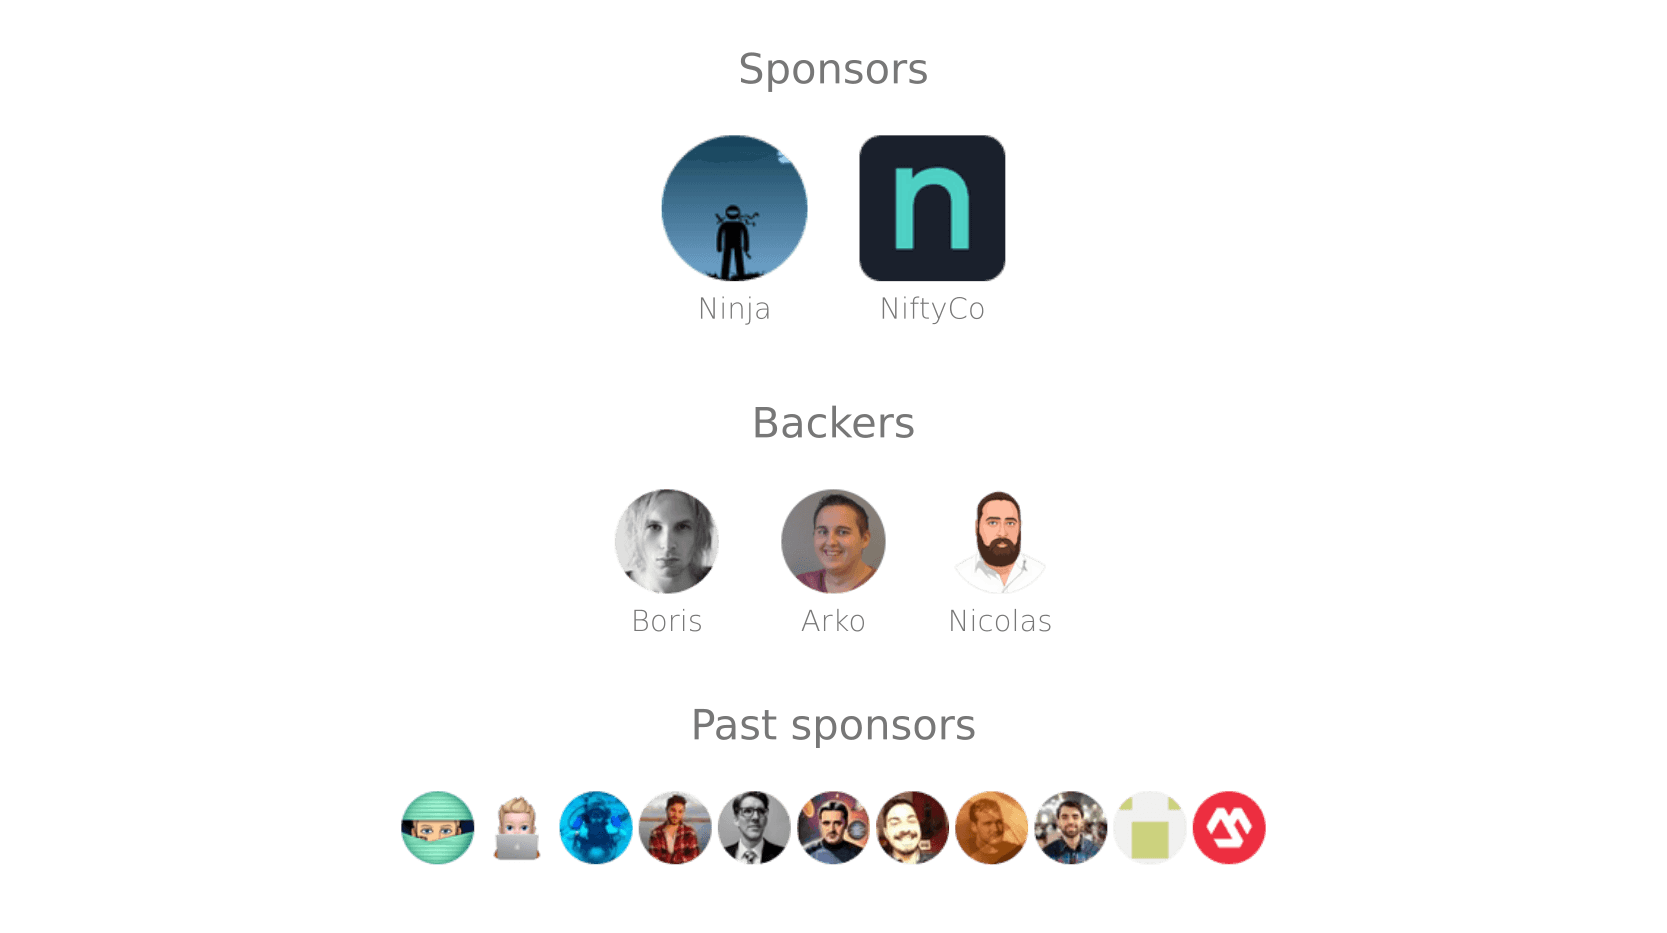 Sponsors
n
Ninja
NiftyCo
Backers
Boris
Arko
Nicolas
Past sponsors